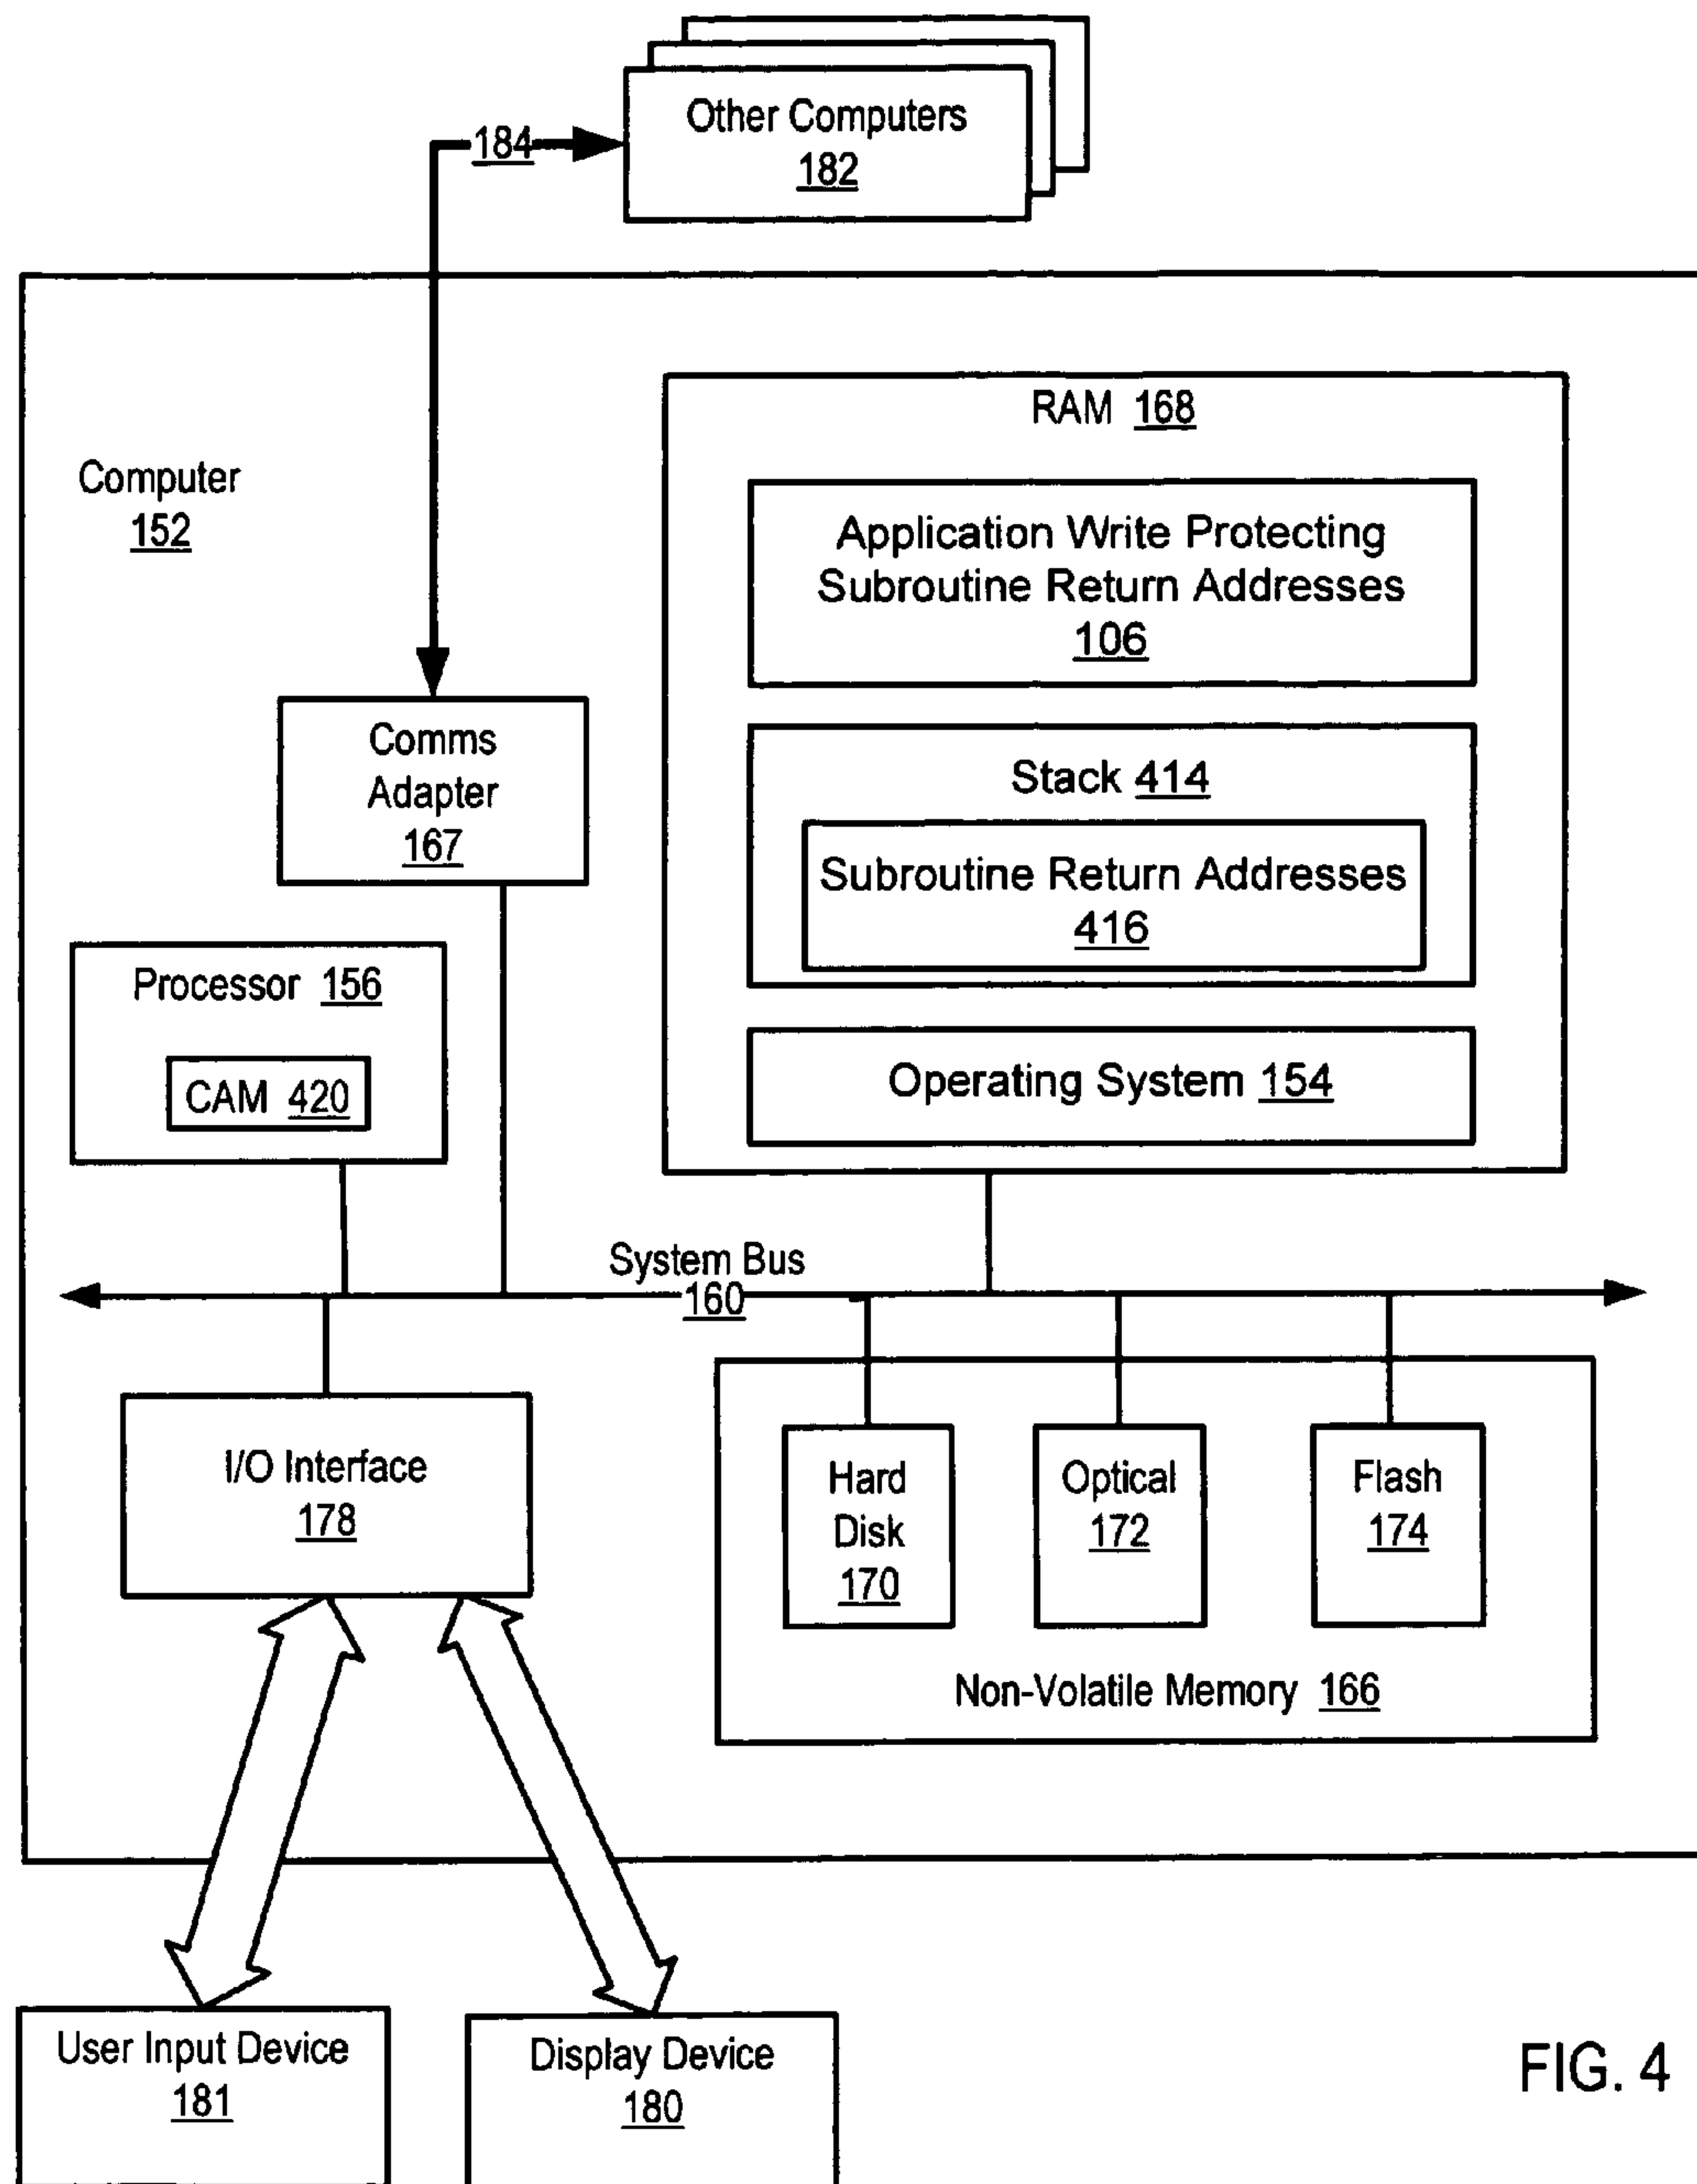 Other Computers
182
184
Computer
152
RAM 168
Application Write Protecting
Subroutine Return Addresses
106
Comms
Adapter
167
Stack 414
Subroutine Return Addresses
416
Processor 156
CAM 420
Operating System 154
System Bus
160
I/O Interface
178
Hard
Disk
170
Optical
172
Flash
174
Non-Volatile Memory 166
User Input Device
181
Display Device
180
FIG. 4